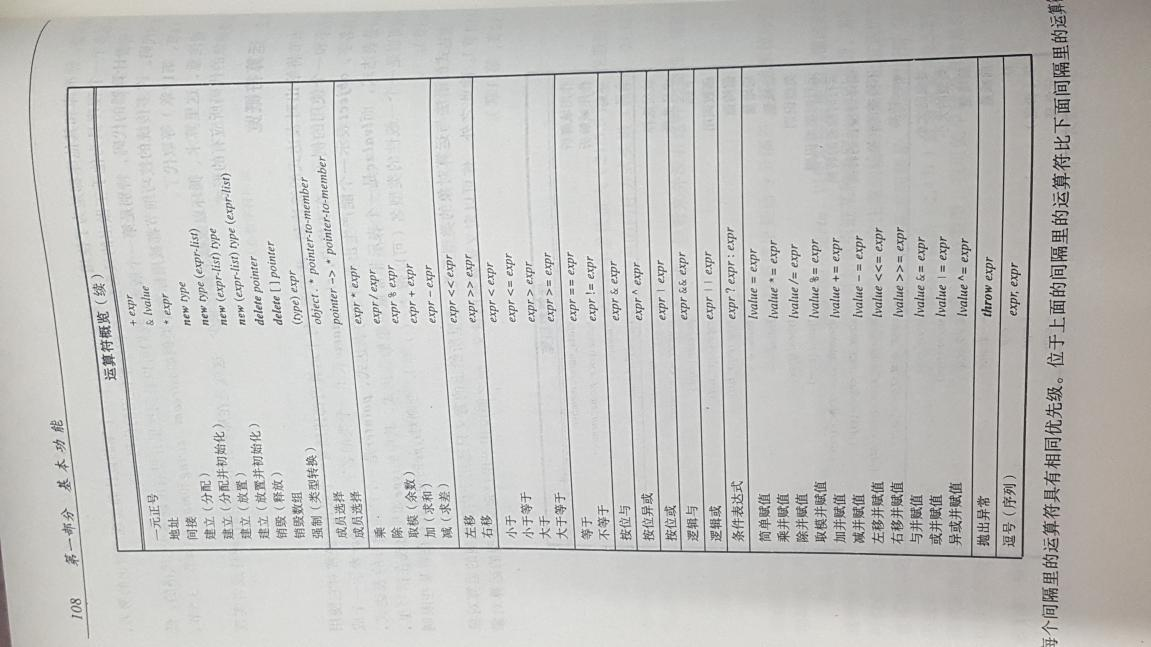 108 第一部分 基本功能
运算符概览（续）
一元正号 + expr
地址 & lvalue
间接 * expr
建立（分配） new type
建立（分配并初始化） new type (expr-list)
建立（放置） new (expr-list) type
建立（放置并初始化） new (expr-list) type (expr-list)
销毁（释放） delete pointer
销毁数组 delete [ ] pointer
强制（类型转换） (type) expr
成员选择 object . * pointer-to-member
成员选择 pointer -> * pointer-to-member
乘 expr * expr
除 expr / expr
取模（余数） expr % expr
加（求和） expr + expr
减（求差） expr – expr
左移 expr << expr
右移 expr >> expr
小于 expr < expr
小于等于 expr <= expr
大于 expr > expr
大于等于 expr >= expr
等于 expr == expr
不等于 expr != expr
按位与 expr & expr
按位异或 expr ^ expr
按位或 expr | expr
逻辑与 expr && expr
逻辑或 expr | | expr
条件表达式 expr ? expr : expr
简单赋值 lvalue = expr
乘并赋值 lvalue * = expr
除并赋值 lvalue /= expr
取模并赋值 lvalue %= expr
加并赋值 lvalue += expr
减并赋值 lvalue – = expr
左移并赋值 lvalue <<= expr
右移并赋值 lvalue >>= expr
与并赋值 lvalue &= expr
或并赋值 lvalue | = expr
异或并赋值 lvalue ^= expr
抛出异常 throw expr
逗号（序列） expr, expr
每个间隔里的运算符具有相同优先级。位于上面的间隔里的运算符比下面间隔里的运算符